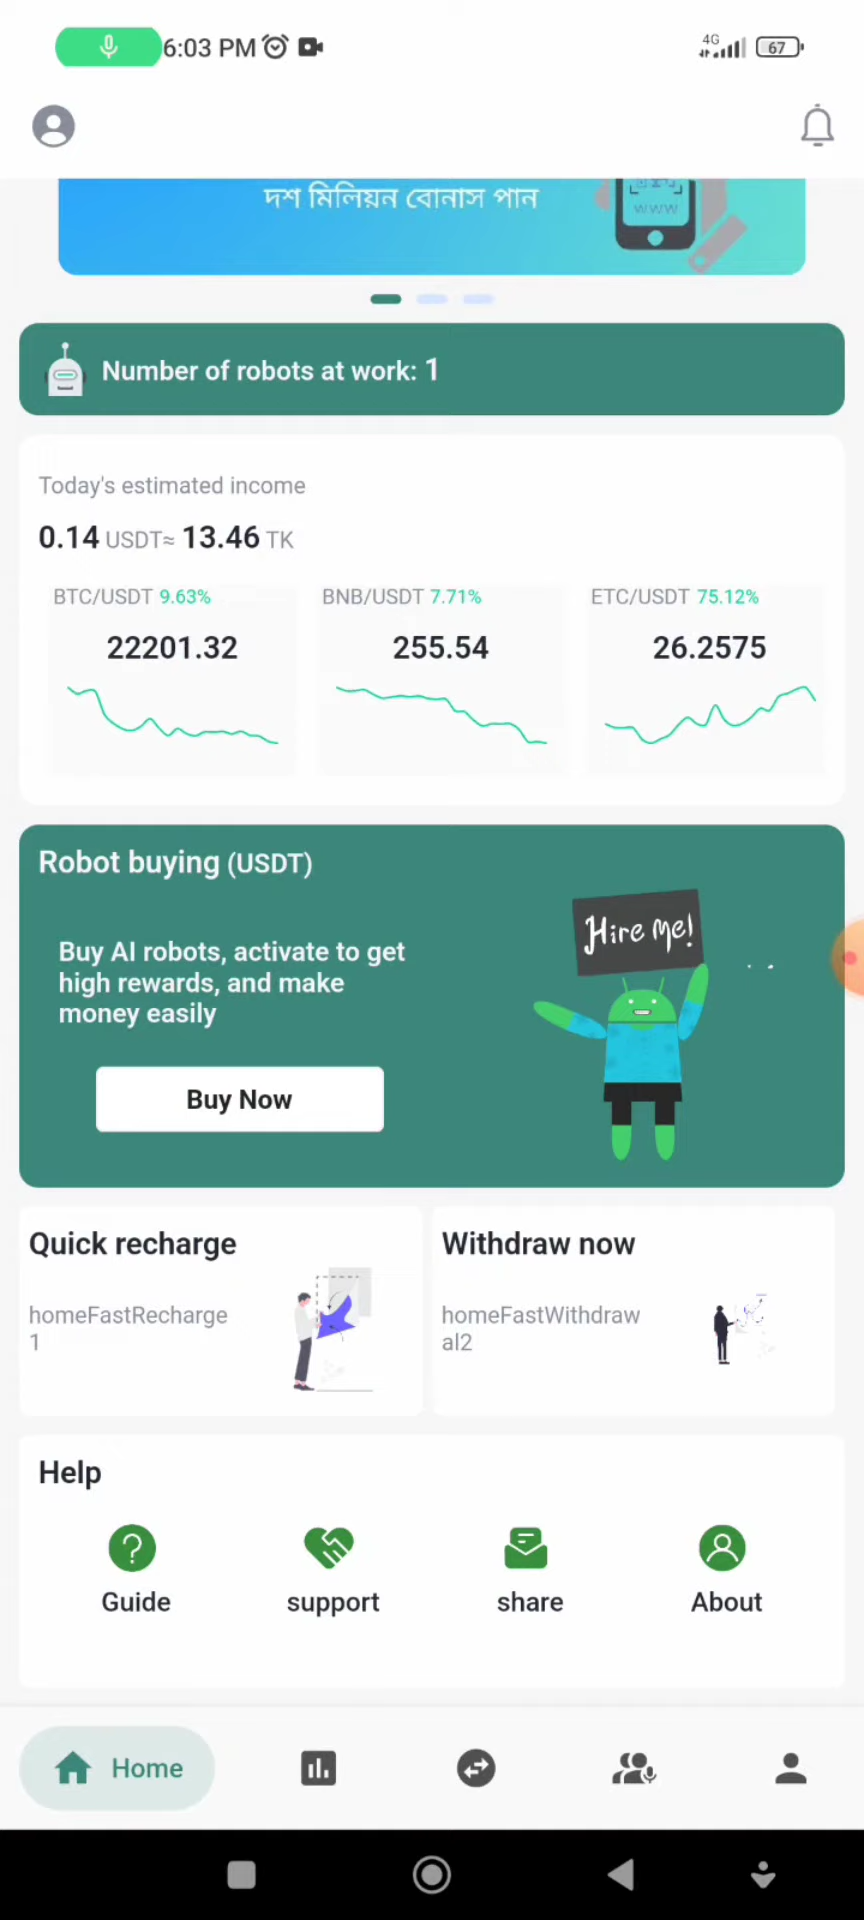 6:03 PM
4G
67
দশ মিলিয়ন বোনাস পান
www
Number of robots at work: 1
Today's estimated income
0.14 USDT≈ 13.46 TK
BTC/USDT 9.63%
BNB/USDT 7.71%
ETC/USDT 75.12%
22201.32
255.54
26.2575
Robot buying (USDT)
Hire Me!
Buy AI robots, activate to get
high rewards, and make
money easily
Buy Now
Quick recharge
Withdraw now
homeFastRecharge
1
homeFastWithdraw
al2
Help
Guide
support
share
About
Home